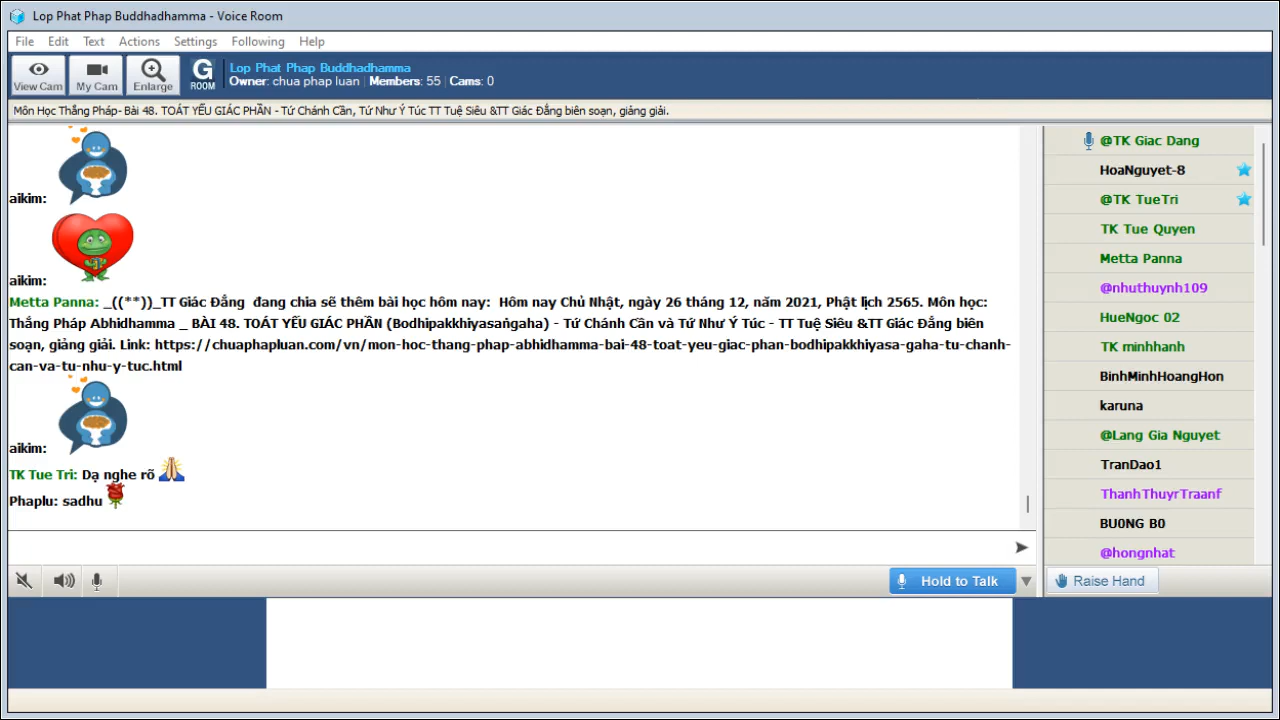 Lop Phat Phap Buddhadhamma - Voice Room
File Edit Text Actions Settings Following Help
View Cam My Cam Enlarge G ROOM
Lop Phat Phap Buddhadhamma
Owner: chua phap luan | Members: 55 | Cams: 0
Môn Học Thắng Pháp- Bài 48. TOÁT YẾU GIÁC PHẦN - Tứ Chánh Cần, Tứ Như Ý Túc TT Tuệ Siêu &TT Giác Đẳng biên soạn, giảng giải.
aikim:
aikim:
Metta Panna: _((**))_TT Giác Đẳng đang chia sẽ thêm bài học hôm nay: Hôm nay Chủ Nhật, ngày 26 tháng 12, năm 2021, Phật lịch 2565. Môn học:
Thắng Pháp Abhidhamma _ BÀI 48. TOÁT YẾU GIÁC PHẦN (Bodhipakkhiyasaṅgaha) - Tứ Chánh Cần và Tứ Như Ý Túc - TT Tuệ Siêu &TT Giác Đẳng biên
soạn, giảng giải. Link: https://chuaphapluan.com/vn/mon-hoc-thang-phap-abhidhamma-bai-48-toat-yeu-giac-phan-bodhipakkhiyasa-gaha-tu-chanh-
can-va-tu-nhu-y-tuc.html
aikim:
TK Tue Tri: Dạ nghe rõ
Phaplu: sadhu
@TK Giac Dang
HoaNguyet-8
@TK TueTri
TK Tue Quyen
Metta Panna
@nhuthuynh109
HueNgoc 02
TK minhhanh
BinhMinhHoangHon
karuna
@Lang Gia Nguyet
TranDao1
ThanhThuyrTraanf
BU0NG B0
@hongnhat
Hold to Talk
Raise Hand